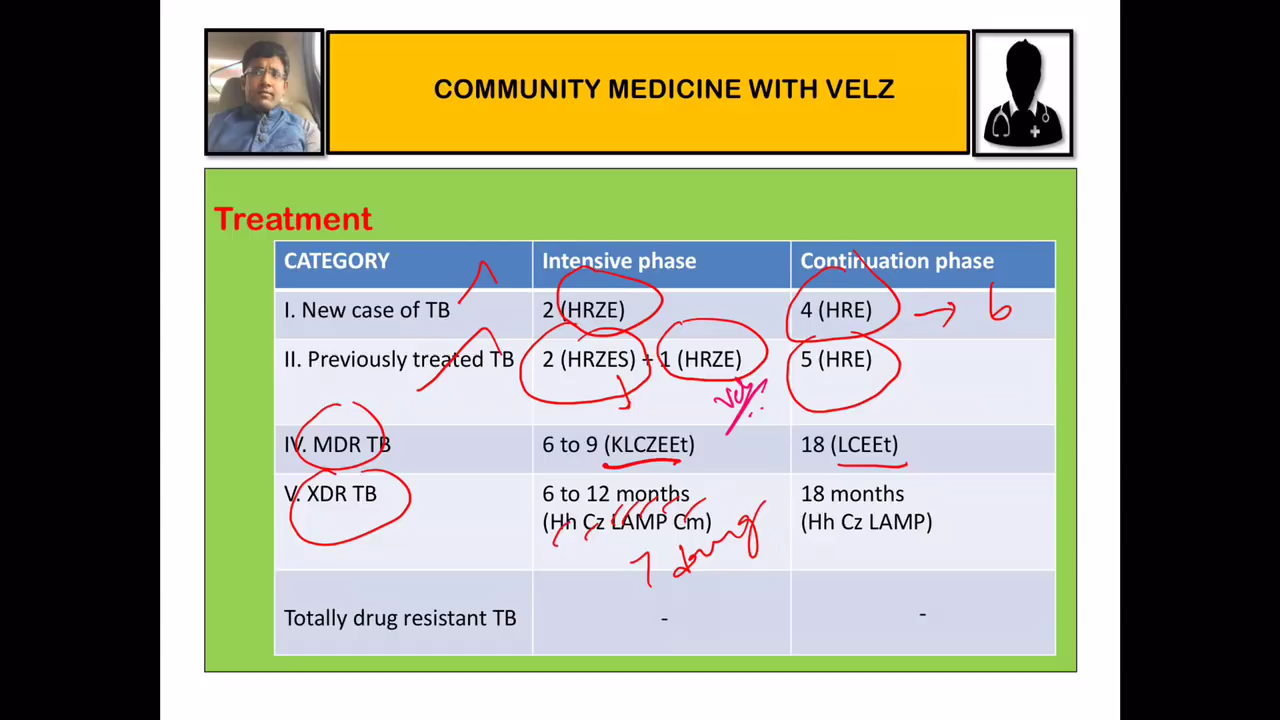 COMMUNITY MEDICINE WITH VELZ
Treatment
CATEGORY Intensive phase Continuation phase
I. New case of TB 2 (HRZE) 4 (HRE) → 6
II. Previously treated TB 2 (HRZES) + 1 (HRZE) 5 (HRE)
Velz
IV. MDR TB 6 to 9 (KLCZEEt) 18 (LCEEt)
V. XDR TB 6 to 12 months 18 months
(Hh Cz LAMP Cm) (Hh Cz LAMP)
7 drug
Totally drug resistant TB - -